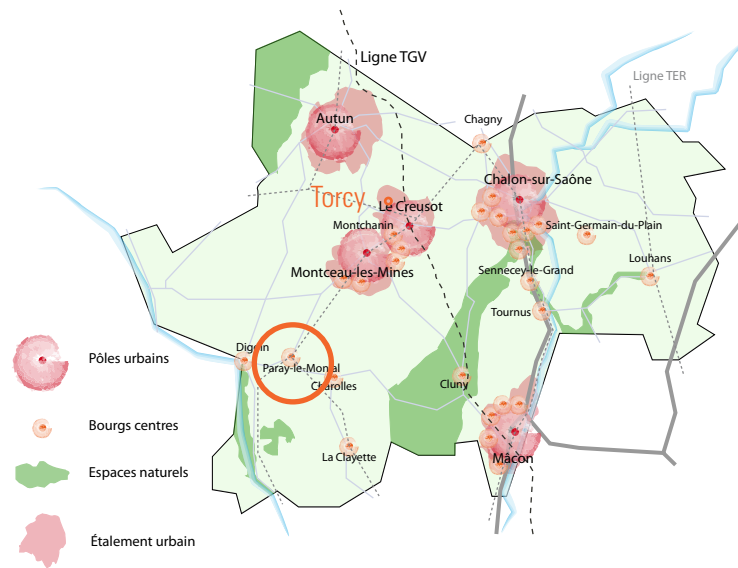 Ligne TGV
Ligne TER
Autun
Chagny
Chalon-sur-Saône
Torcy
Le Creusot
Montchanin
Saint-Germain-du-Plain
Montceau-les-Mines
Sennecey-le-Grand
Louhans
Tournus
Digoin
Paray-le-Monial
Charolles
Cluny
La Clayette
Mâcon
Pôles urbains
Bourgs centres
Espaces naturels
Étalement urbain